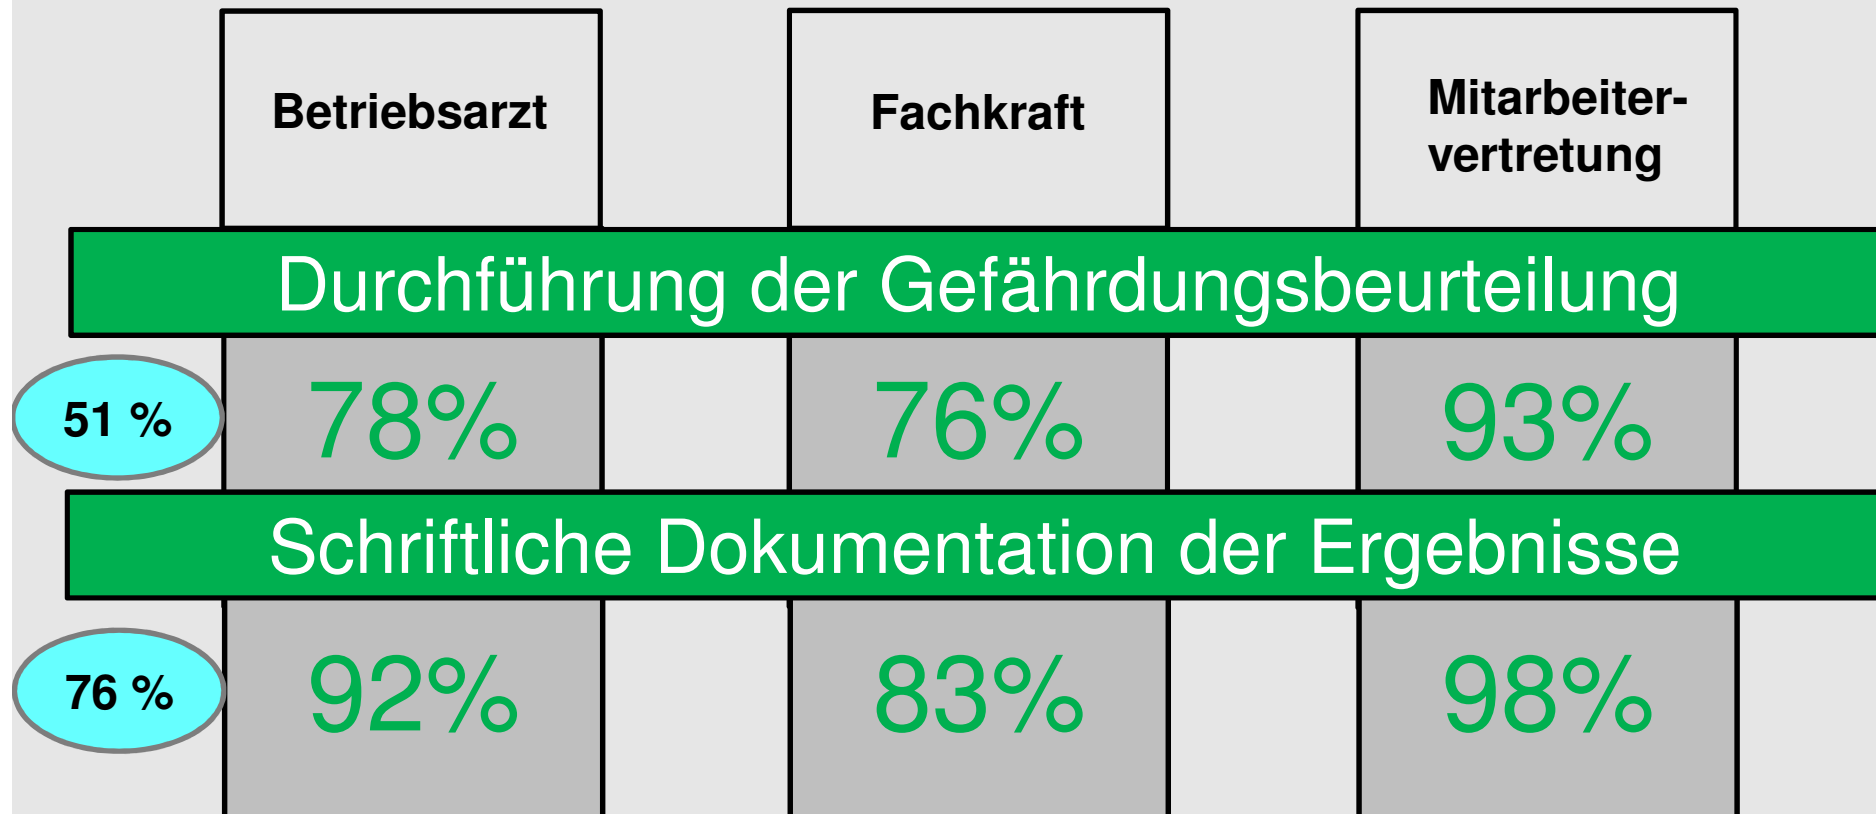 Betriebsarzt
Fachkraft
Mitarbeiter-
vertretung
Durchführung der Gefährdungsbeurteilung
51 %
78%
76%
93%
Schriftliche Dokumentation der Ergebnisse
76 %
92%
83%
98%